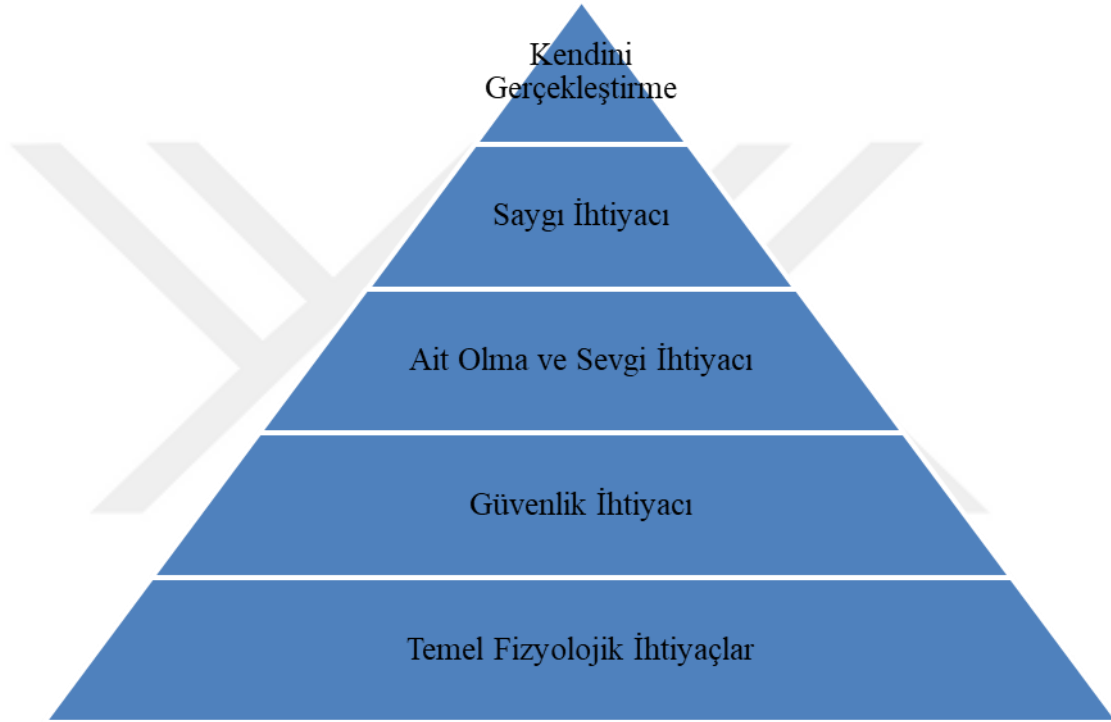 Kendini
Gerçekleştirme
Saygı İhtiyacı
Ait Olma ve Sevgi İhtiyacı
Güvenlik İhtiyacı
Temel Fizyolojik İhtiyaçlar